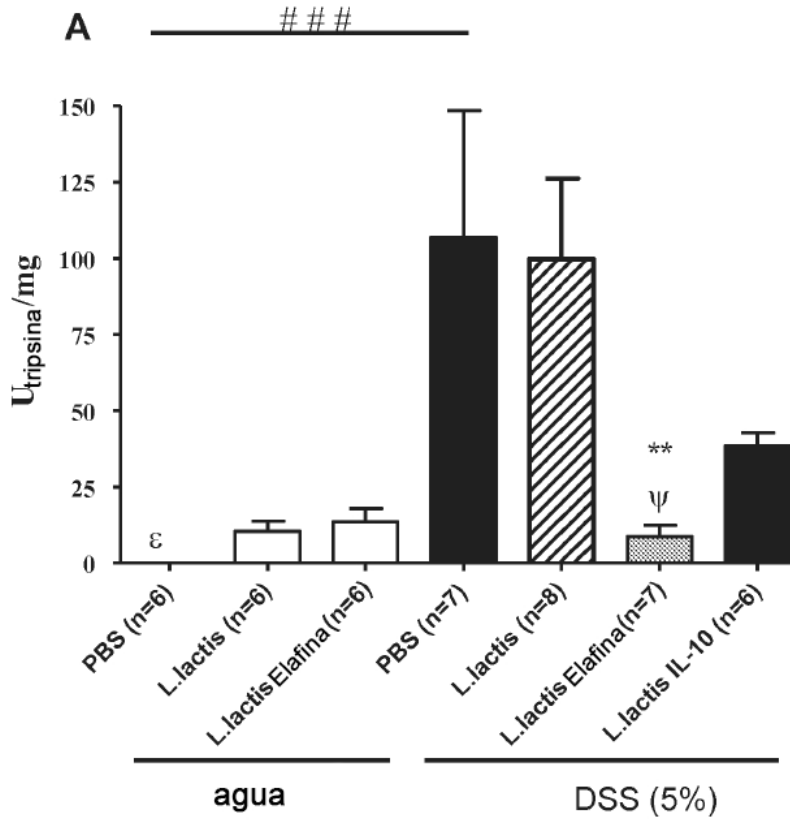 A
# # #
150
125
100
75
50
25
0
Utripsina/mg
ε
**
ψ
PBS (n=6)
L.lactis (n=6)
L.lactis Elafina (n=6)
PBS (n=7)
L.lactis (n=8)
L.lactis Elafina (n=7)
L.lactis IL-10 (n=6)
agua
DSS (5%)